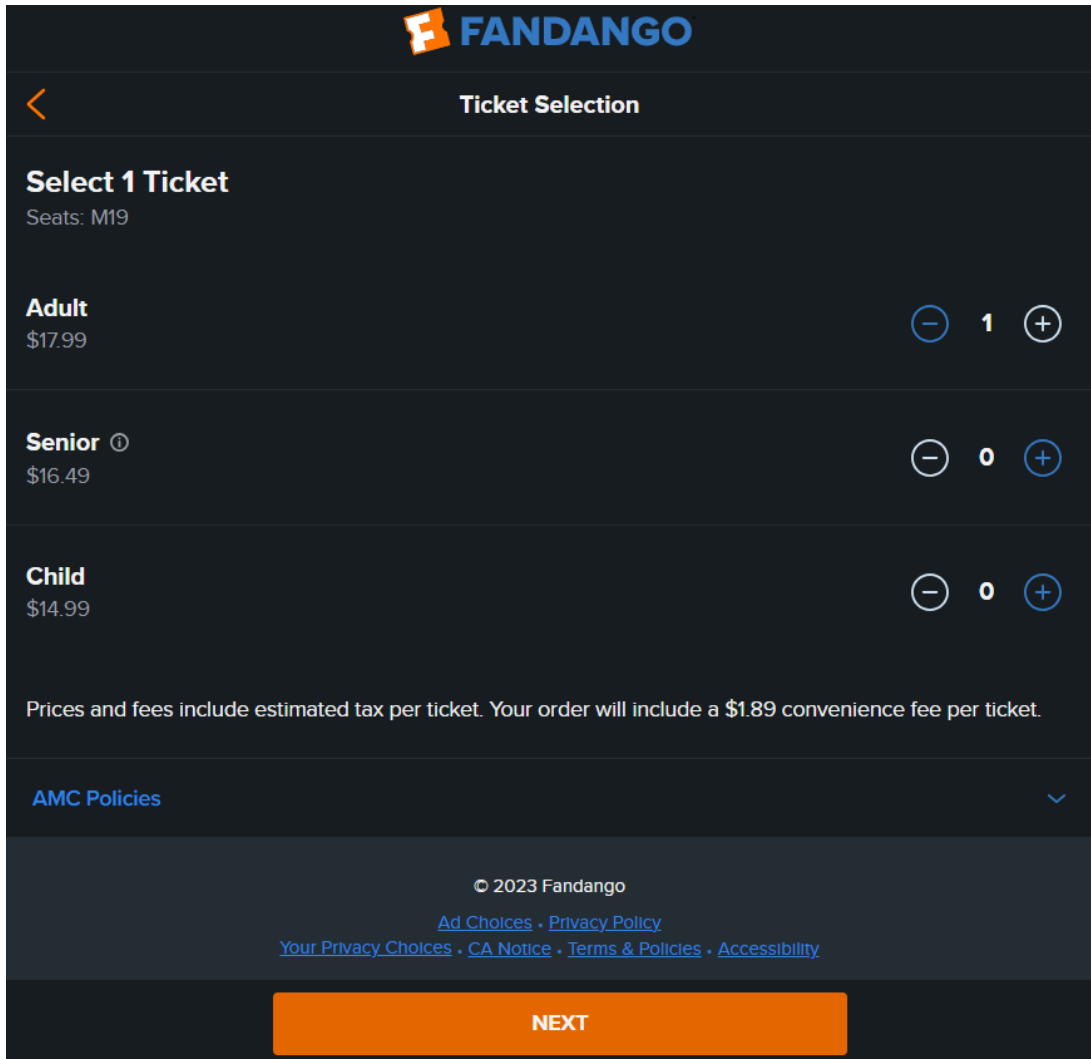 FANDANGO
Ticket Selection
Select 1 Ticket
Seats: M19
Adult
$17.99
1
Senior
$16.49
0
Child
$14.99
0
Prices and fees include estimated tax per ticket. Your order will include a $1.89 convenience fee per ticket.
AMC Policies
© 2023 Fandango
Ad Choices • Privacy Policy
Your Privacy Choices • CA Notice • Terms & Policies • Accessibility
NEXT